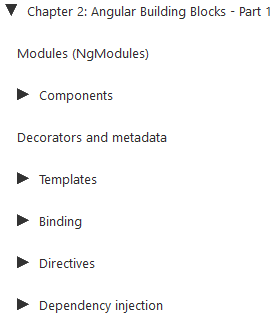 Chapter 2: Angular Building Blocks - Part 1
Modules (NgModules)
Components
Decorators and metadata
Templates
Binding
Directives
Dependency injection